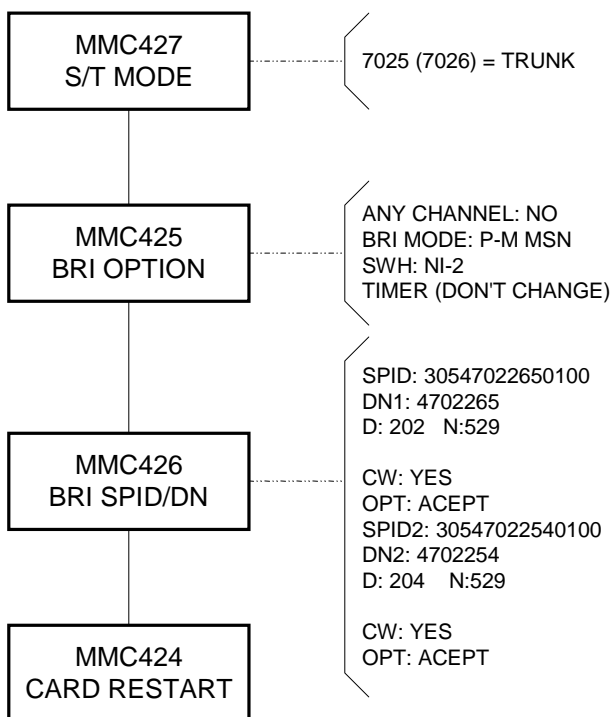 MMC427
S/T MODE
7025 (7026) = TRUNK
MMC425
BRI OPTION
ANY CHANNEL: NO
BRI MODE: P-M MSN
SWH: NI-2
TIMER (DON'T CHANGE)
MMC426
BRI SPID/DN
SPID: 30547022650100
DN1: 4702265
D: 202 N:529
CW: YES
OPT: ACEPT
SPID2: 30547022540100
DN2: 4702254
D: 204 N:529
CW: YES
OPT: ACEPT
MMC424
CARD RESTART